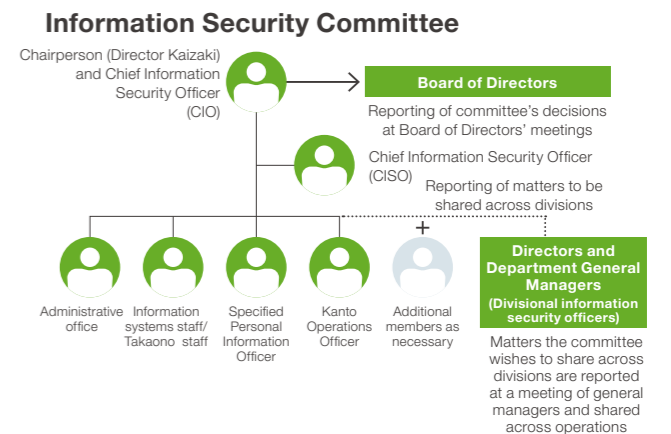 Information Security Committee
Chairperson (Director Kaizaki)
and Chief Information
Security Officer
(CIO)
Board of Directors
Reporting of committee's decisions
at Board of Directors' meetings
Chief Information Security Officer
(CISO)
Reporting of matters to be
shared across divisions
+
Administrative
office
Information
systems staff/
Takaono staff
Specified
Personal
Information
Officer
Kanto
Operations
Officer
Additional
members as
necessary
Directors and
Department General
Managers
(Divisional information
security officers)
Matters the committee
wishes to share across
divisions are reported
at a meeting of general
managers and shared
across operations